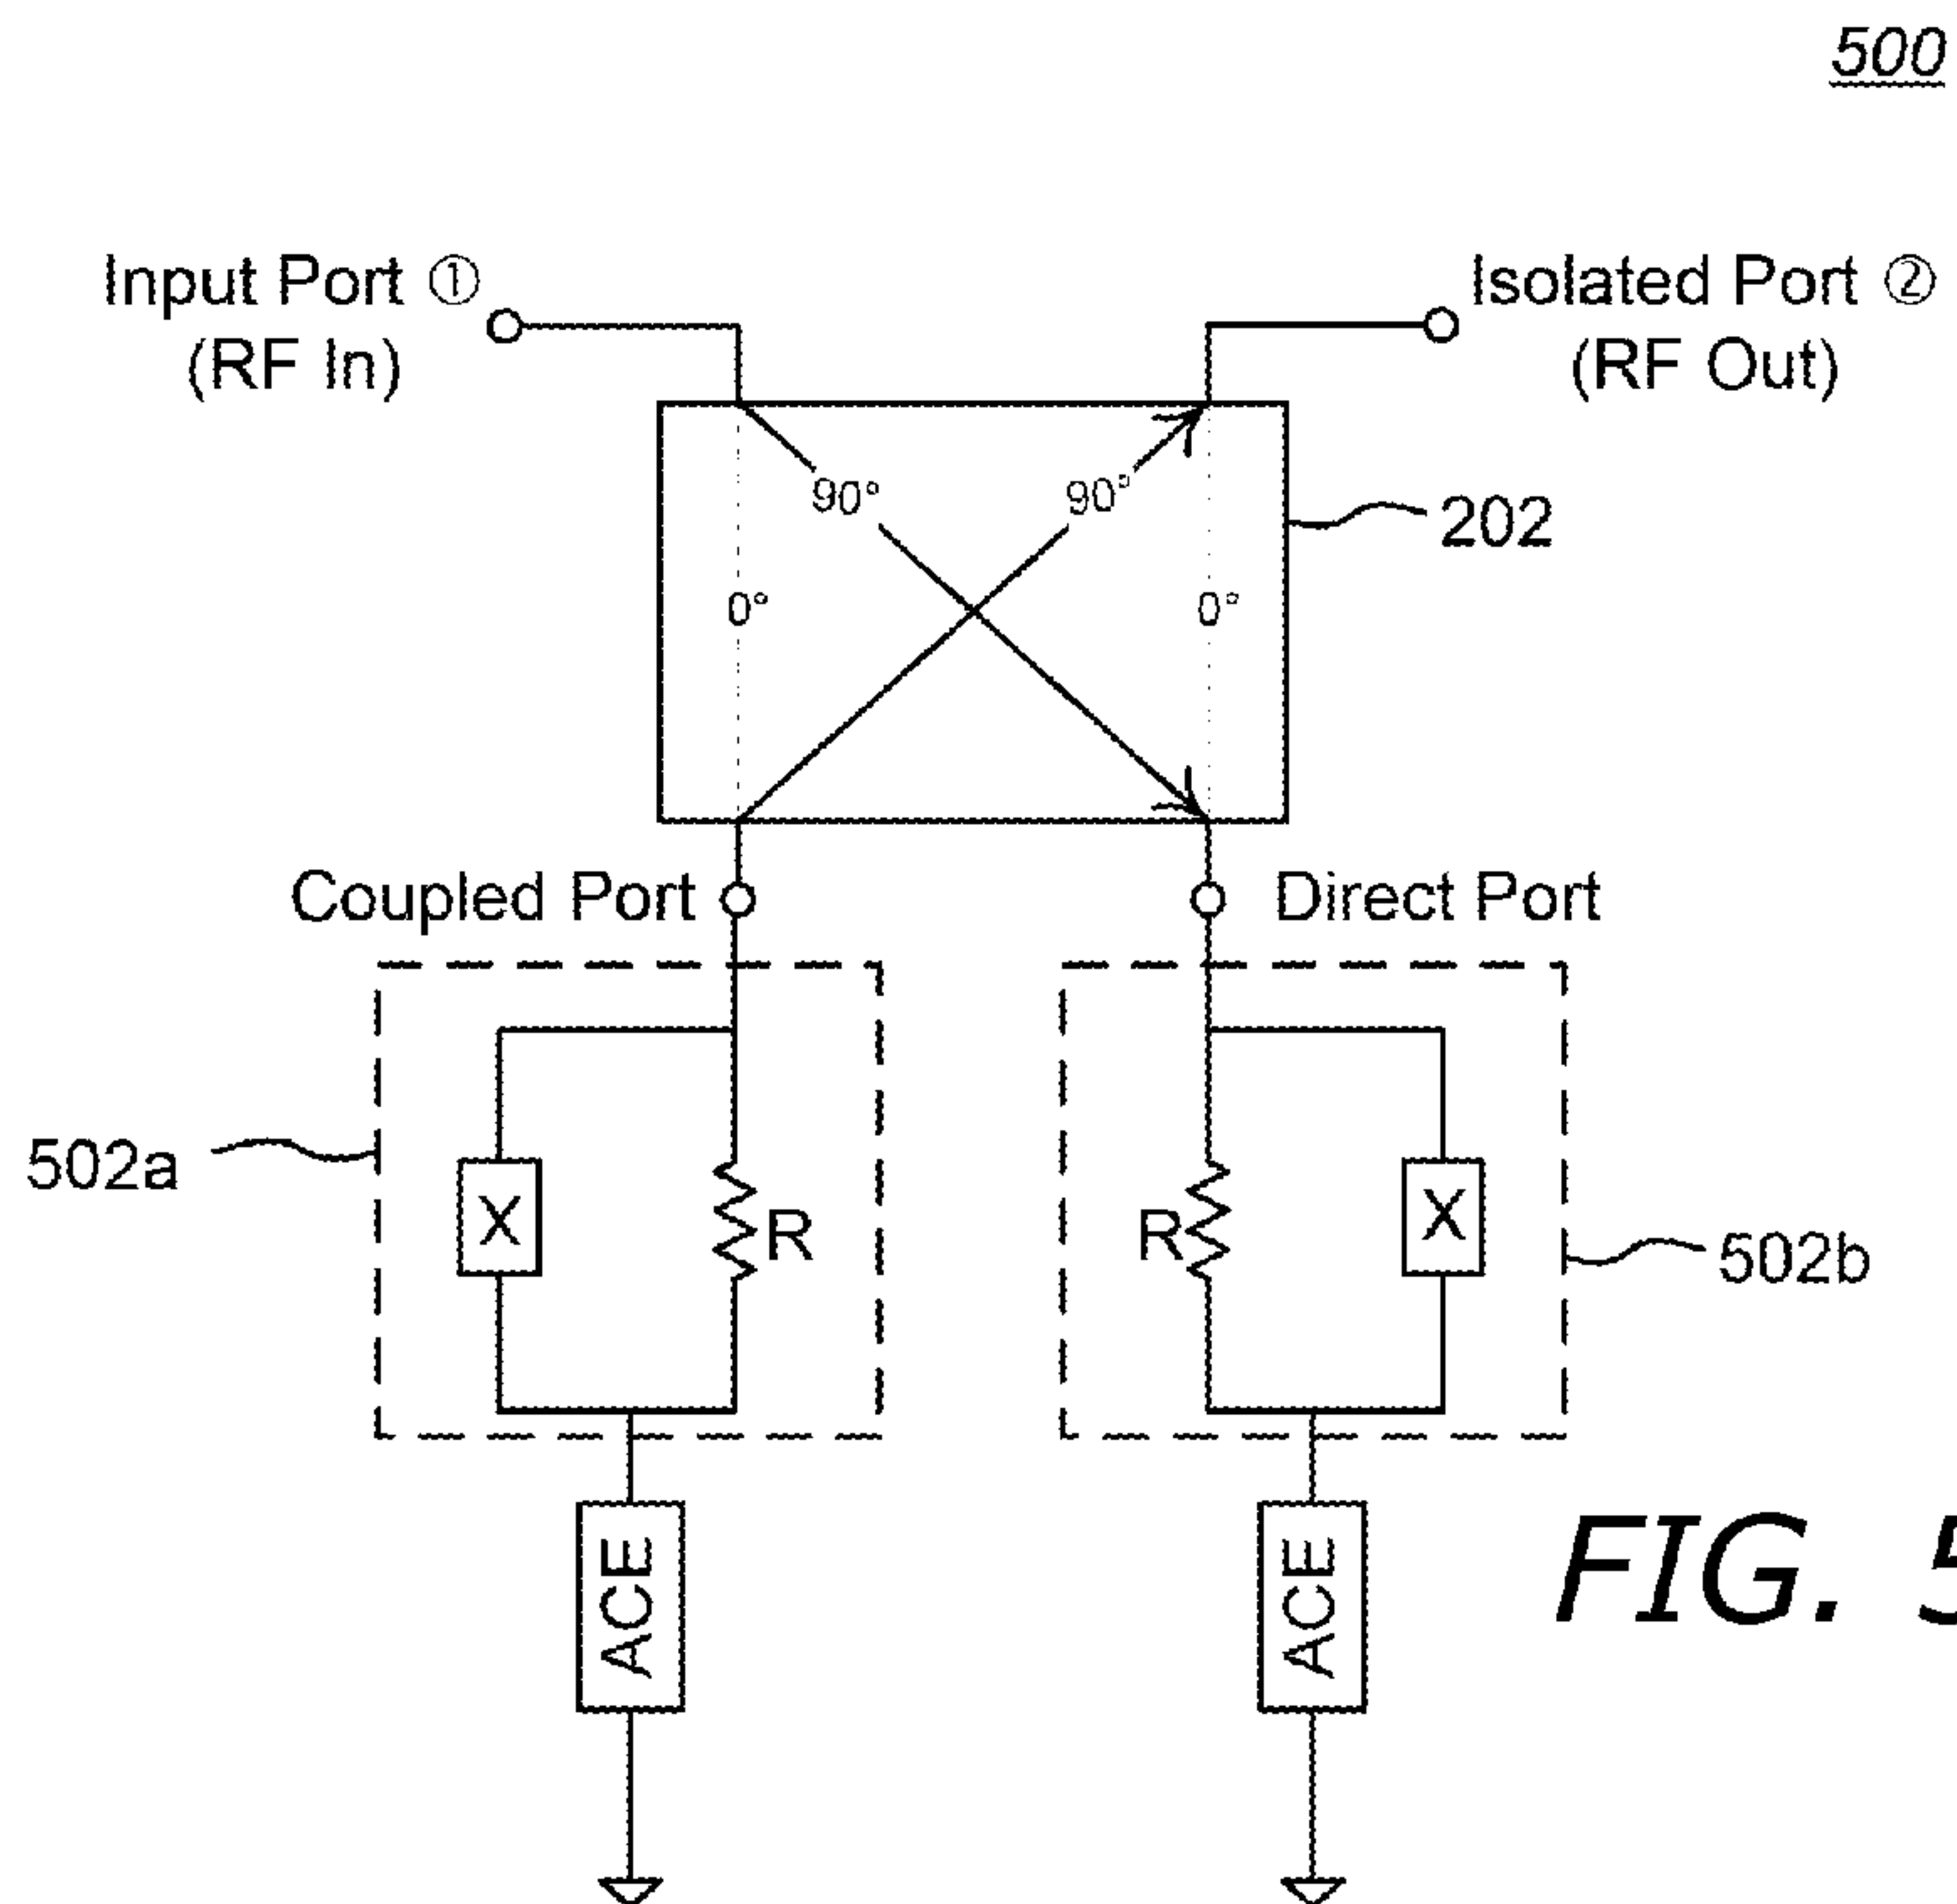 500
Input Port ①
(RF In)
Isolated Port ②
(RF Out)
90°
90°
202
0°
0°
Coupled Port
Direct Port
502a
X
R
R
X
502b
ACE
ACE
FIG. 5